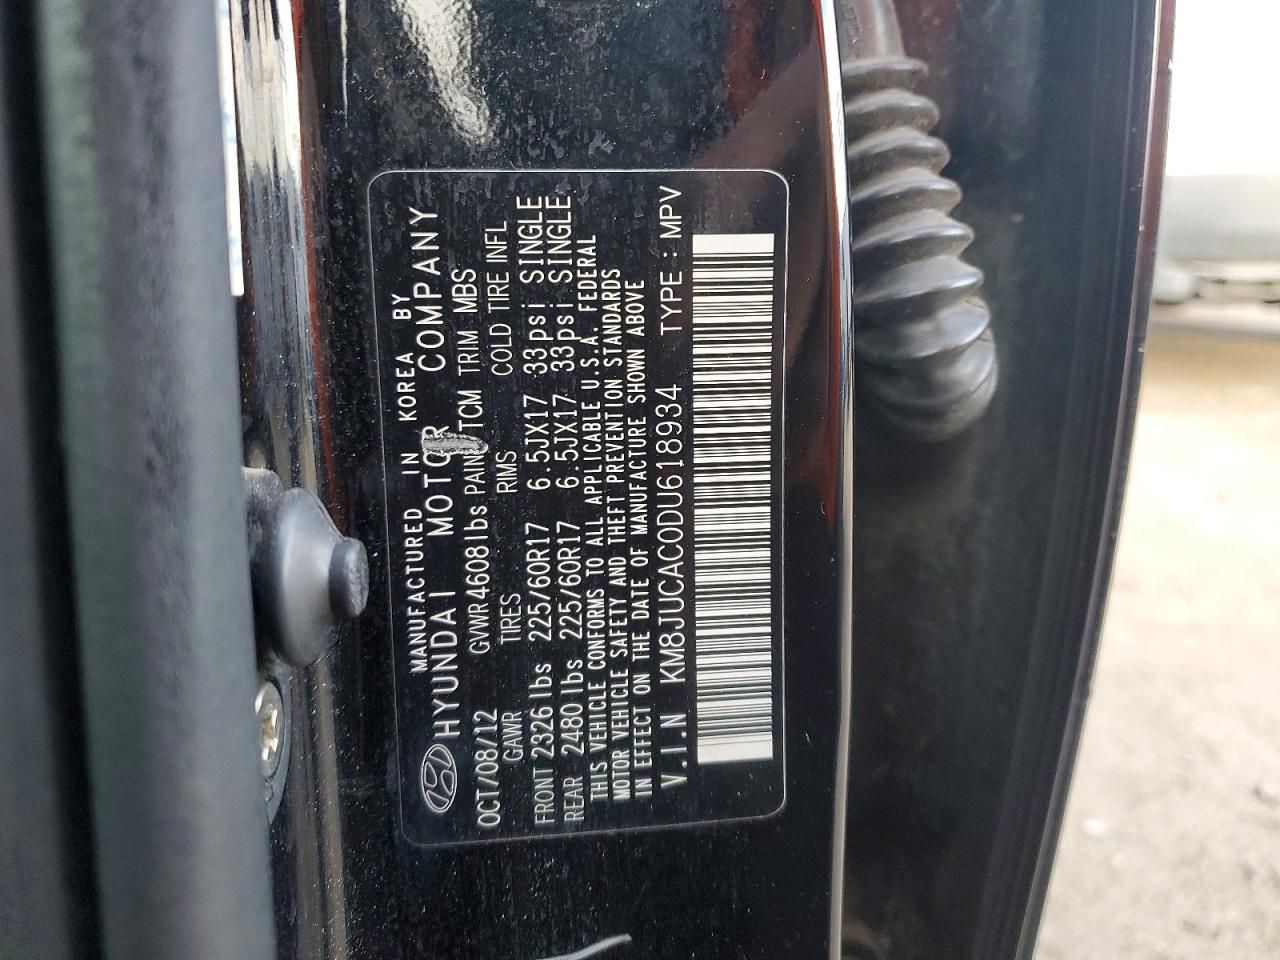 MANUFACTURED IN KOREA BY
HYUNDAI MOTOR COMPANY
OCT/08/12 GVWR 4608 lbs PAINT TCM TRIM MBS
GAWR TIRES RIMS COLD TIRE INFL
FRONT 2326 lbs 225/60R17 6.5JX17 33psi SINGLE
REAR 2480 lbs 225/60R17 6.5JX17 33psi SINGLE
THIS VEHICLE CONFORMS TO ALL APPLICABLE U.S.A. FEDERAL
MOTOR VEHICLE SAFETY AND THEFT PREVENTION STANDARDS
IN EFFECT ON THE DATE OF MANUFACTURE SHOWN ABOVE
V.I.N KM8JUCAC0DU618934 TYPE : MPV